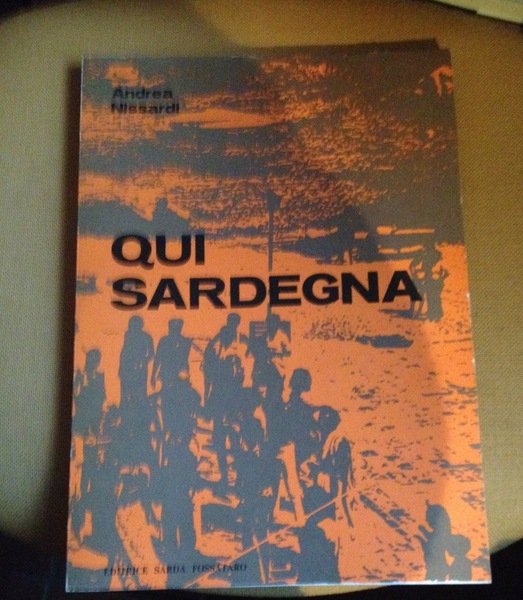 Andrea
Nissardi
QUI
SARDEGNA
EDITRICE SARDA FOSSATARO